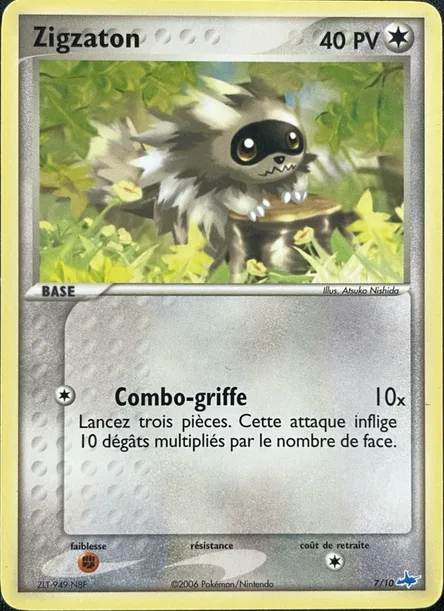 Zigzaton 40 PV
BASE Illus. Atsuko Nishida
Combo-griffe 10x
Lancez trois pièces. Cette attaque inflige
10 dégâts multipliés par le nombre de face.
faiblesse résistance coût de retraite
ZLT-949-N8F ©2006 Pokémon/Nintendo 7/10